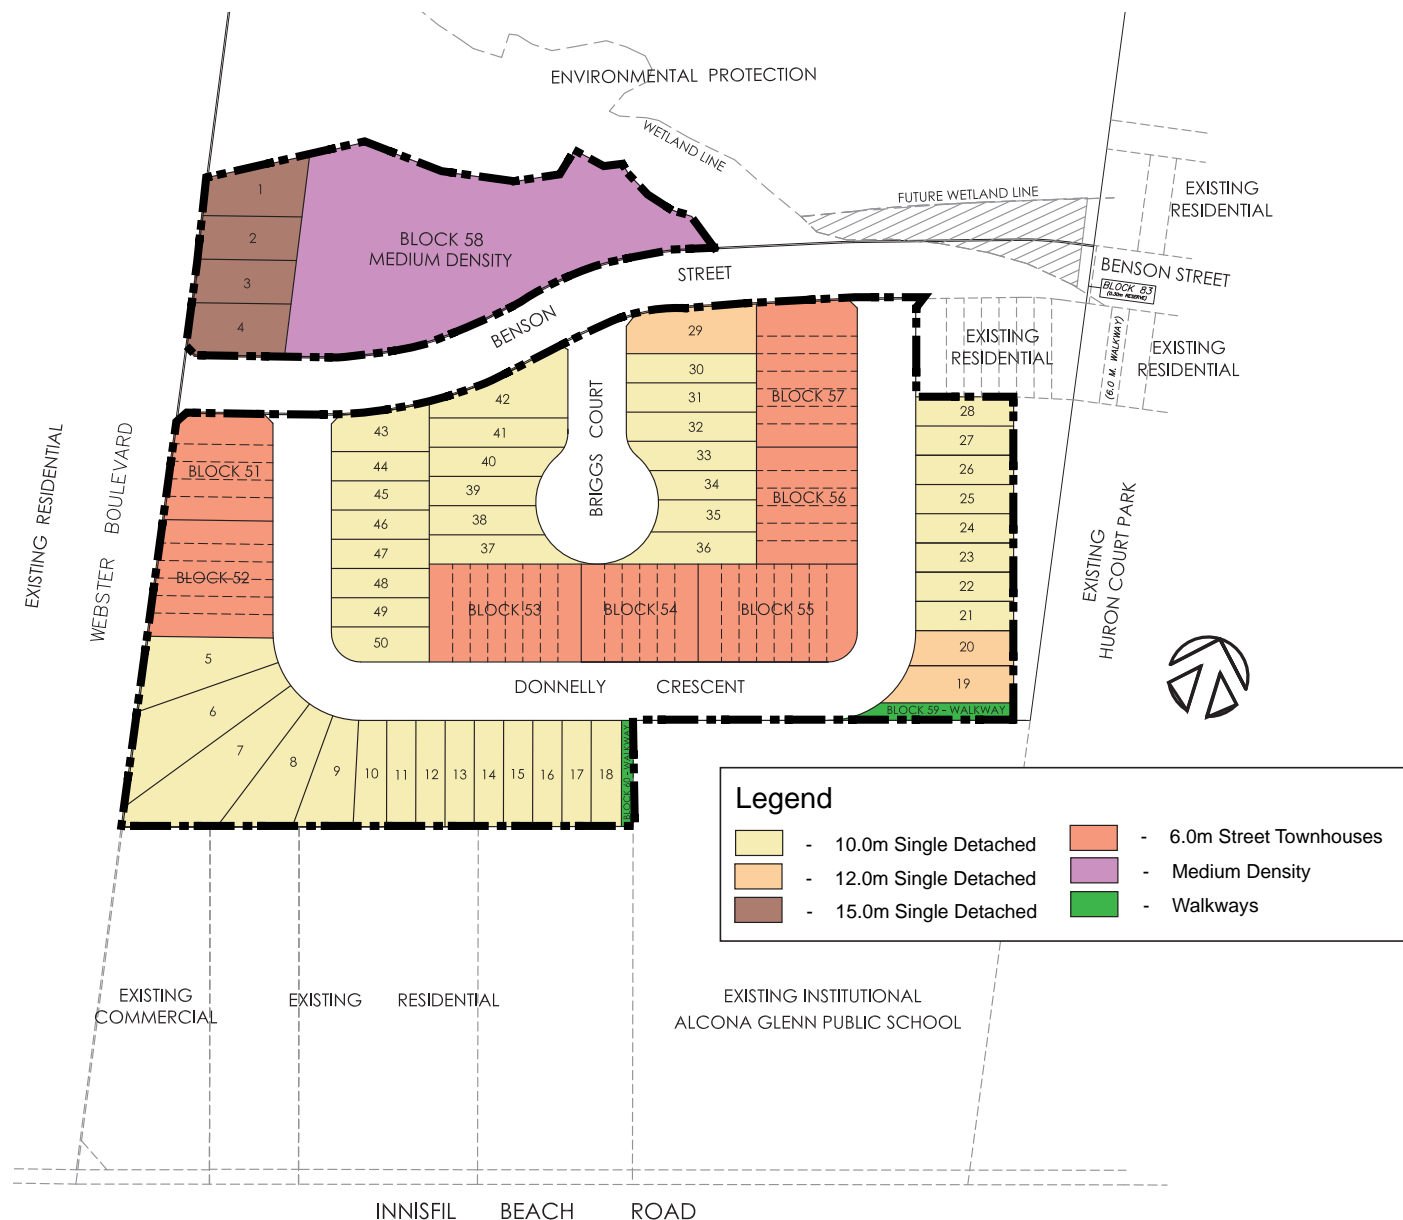 ENVIRONMENTAL PROTECTION
WETLAND LINE
FUTURE WETLAND LINE
EXISTING
RESIDENTIAL
1
2
3
4
BLOCK 58
MEDIUM DENSITY
STREET
BENSON
BENSON STREET
BLOCK 83
(0.30m RESERVE)
(6.0 M. WALKWAY)
EXISTING
RESIDENTIAL
EXISTING
RESIDENTIAL
EXISTING RESIDENTIAL
WEBSTER BOULEVARD
BRIGGS COURT
29
30
31
32
33
34
35
36
42
41
40
39
38
37
43
44
45
46
47
48
49
50
BLOCK 57
BLOCK 56
BLOCK 51
BLOCK 52
BLOCK 53
BLOCK 54
BLOCK 55
28
27
26
25
24
23
22
21
20
19
BLOCK 59 - WALKWAY
EXISTING
HURON COURT PARK
DONNELLY CRESCENT
5
6
7
8
9
10
11
12
13
14
15
16
17
18
BLOCK 60 - WALKWAY
Legend
- 10.0m Single Detached
- 12.0m Single Detached
- 15.0m Single Detached
- 6.0m Street Townhouses
- Medium Density
- Walkways
EXISTING
COMMERCIAL
EXISTING RESIDENTIAL
EXISTING INSTITUTIONAL
ALCONA GLENN PUBLIC SCHOOL
INNISFIL BEACH ROAD